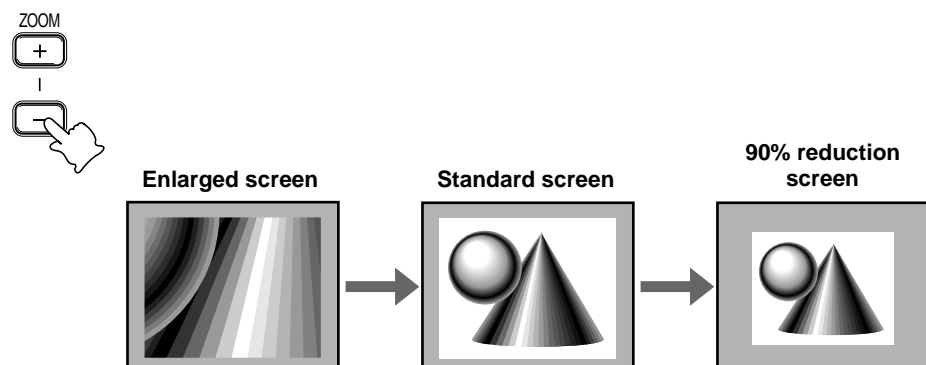 ZOOM
+
−
Enlarged screen
Standard screen
90% reduction
screen